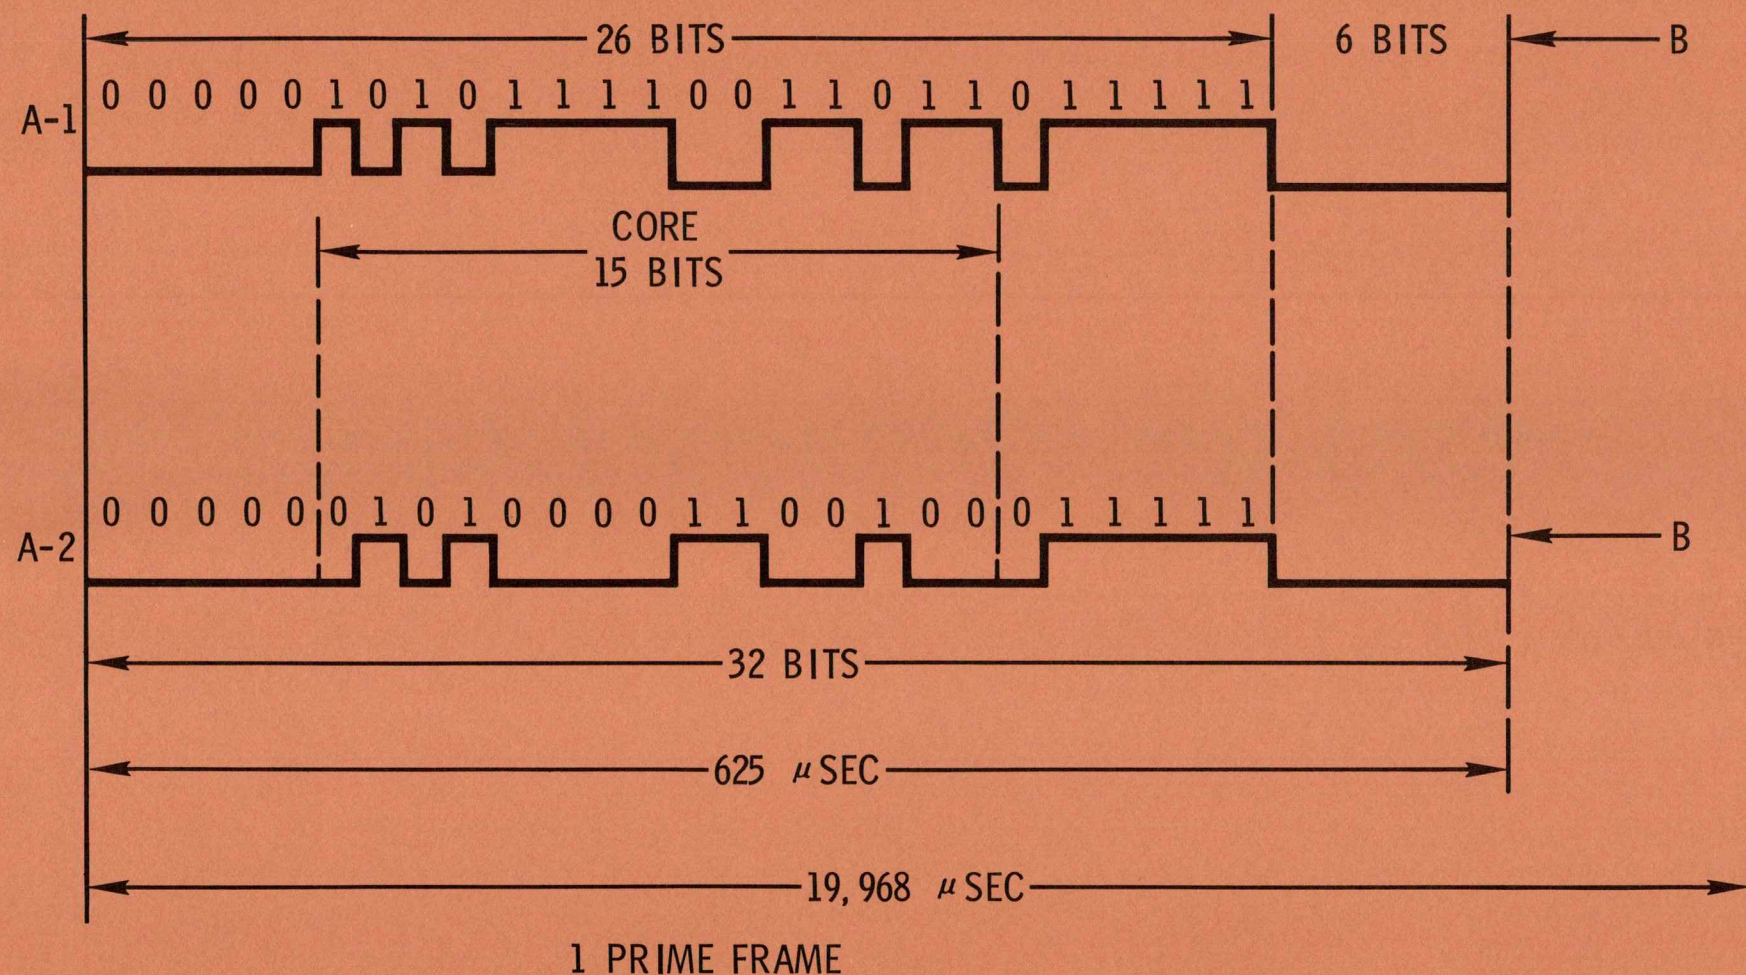 26 BITS
6 BITS
B
0 0 0 0 0 1 0 1 0 1 1 1 1 0 0 1 1 0 1 1 0 1 1 1 1 1
A-1
CORE
15 BITS
0 0 0 0 0 0 1 0 1 0 0 0 0 1 1 0 0 1 0 0 0 1 1 1 1 1
A-2
B
32 BITS
625 μSEC
19,968 μSEC
1 PRIME FRAME